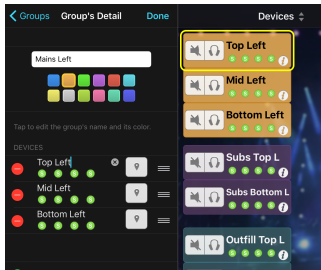 Groups Group's Detail Done
Mains Left
Tap to edit the group's name and its color.
DEVICES
Top Left
S S S S
Mid Left
S S S S
Bottom Left
S S S S
Devices
Top Left
S S S S i
Mid Left
S S S S i
Bottom Left
S S S S i
Subs Top L
S S S S i
Subs Bottom L
S S S S i
Outfill Top L
S S S S i